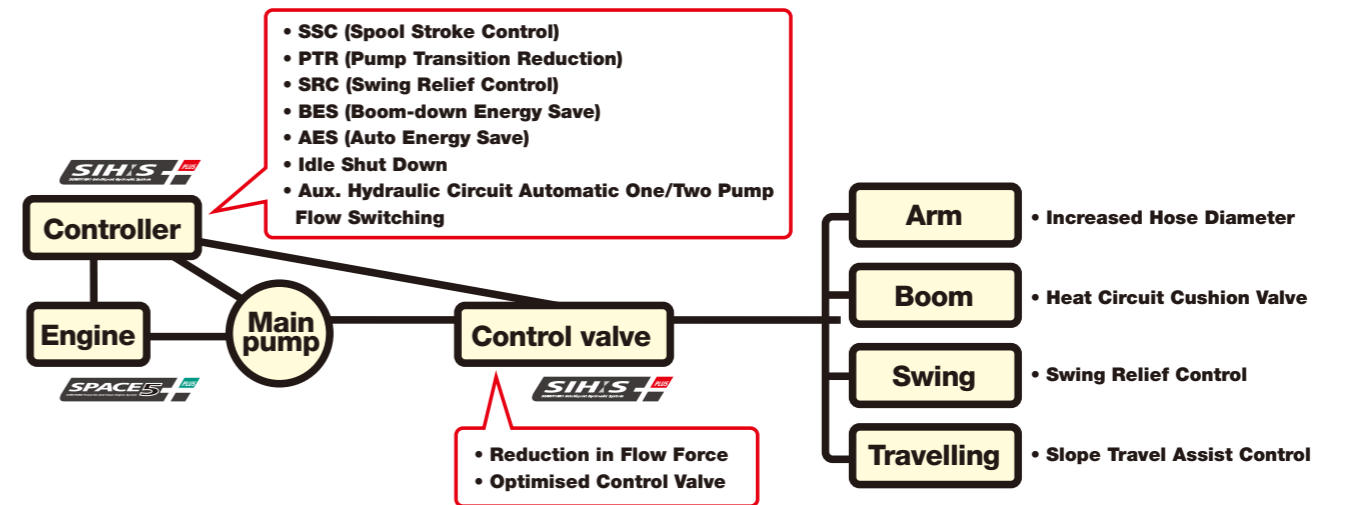 • SSC (Spool Stroke Control)
• PTR (Pump Transition Reduction)
• SRC (Swing Relief Control)
• BES (Boom-down Energy Save)
• AES (Auto Energy Save)
• Idle Shut Down
• Aux. Hydraulic Circuit Automatic One/Two Pump
Flow Switching
SIH:S PLUS
Controller
Engine
Main
pump
SPACE5 PLUS
Control valve
SIH:S PLUS
• Reduction in Flow Force
• Optimised Control Valve
Arm
• Increased Hose Diameter
Boom
• Heat Circuit Cushion Valve
Swing
• Swing Relief Control
Travelling
• Slope Travel Assist Control